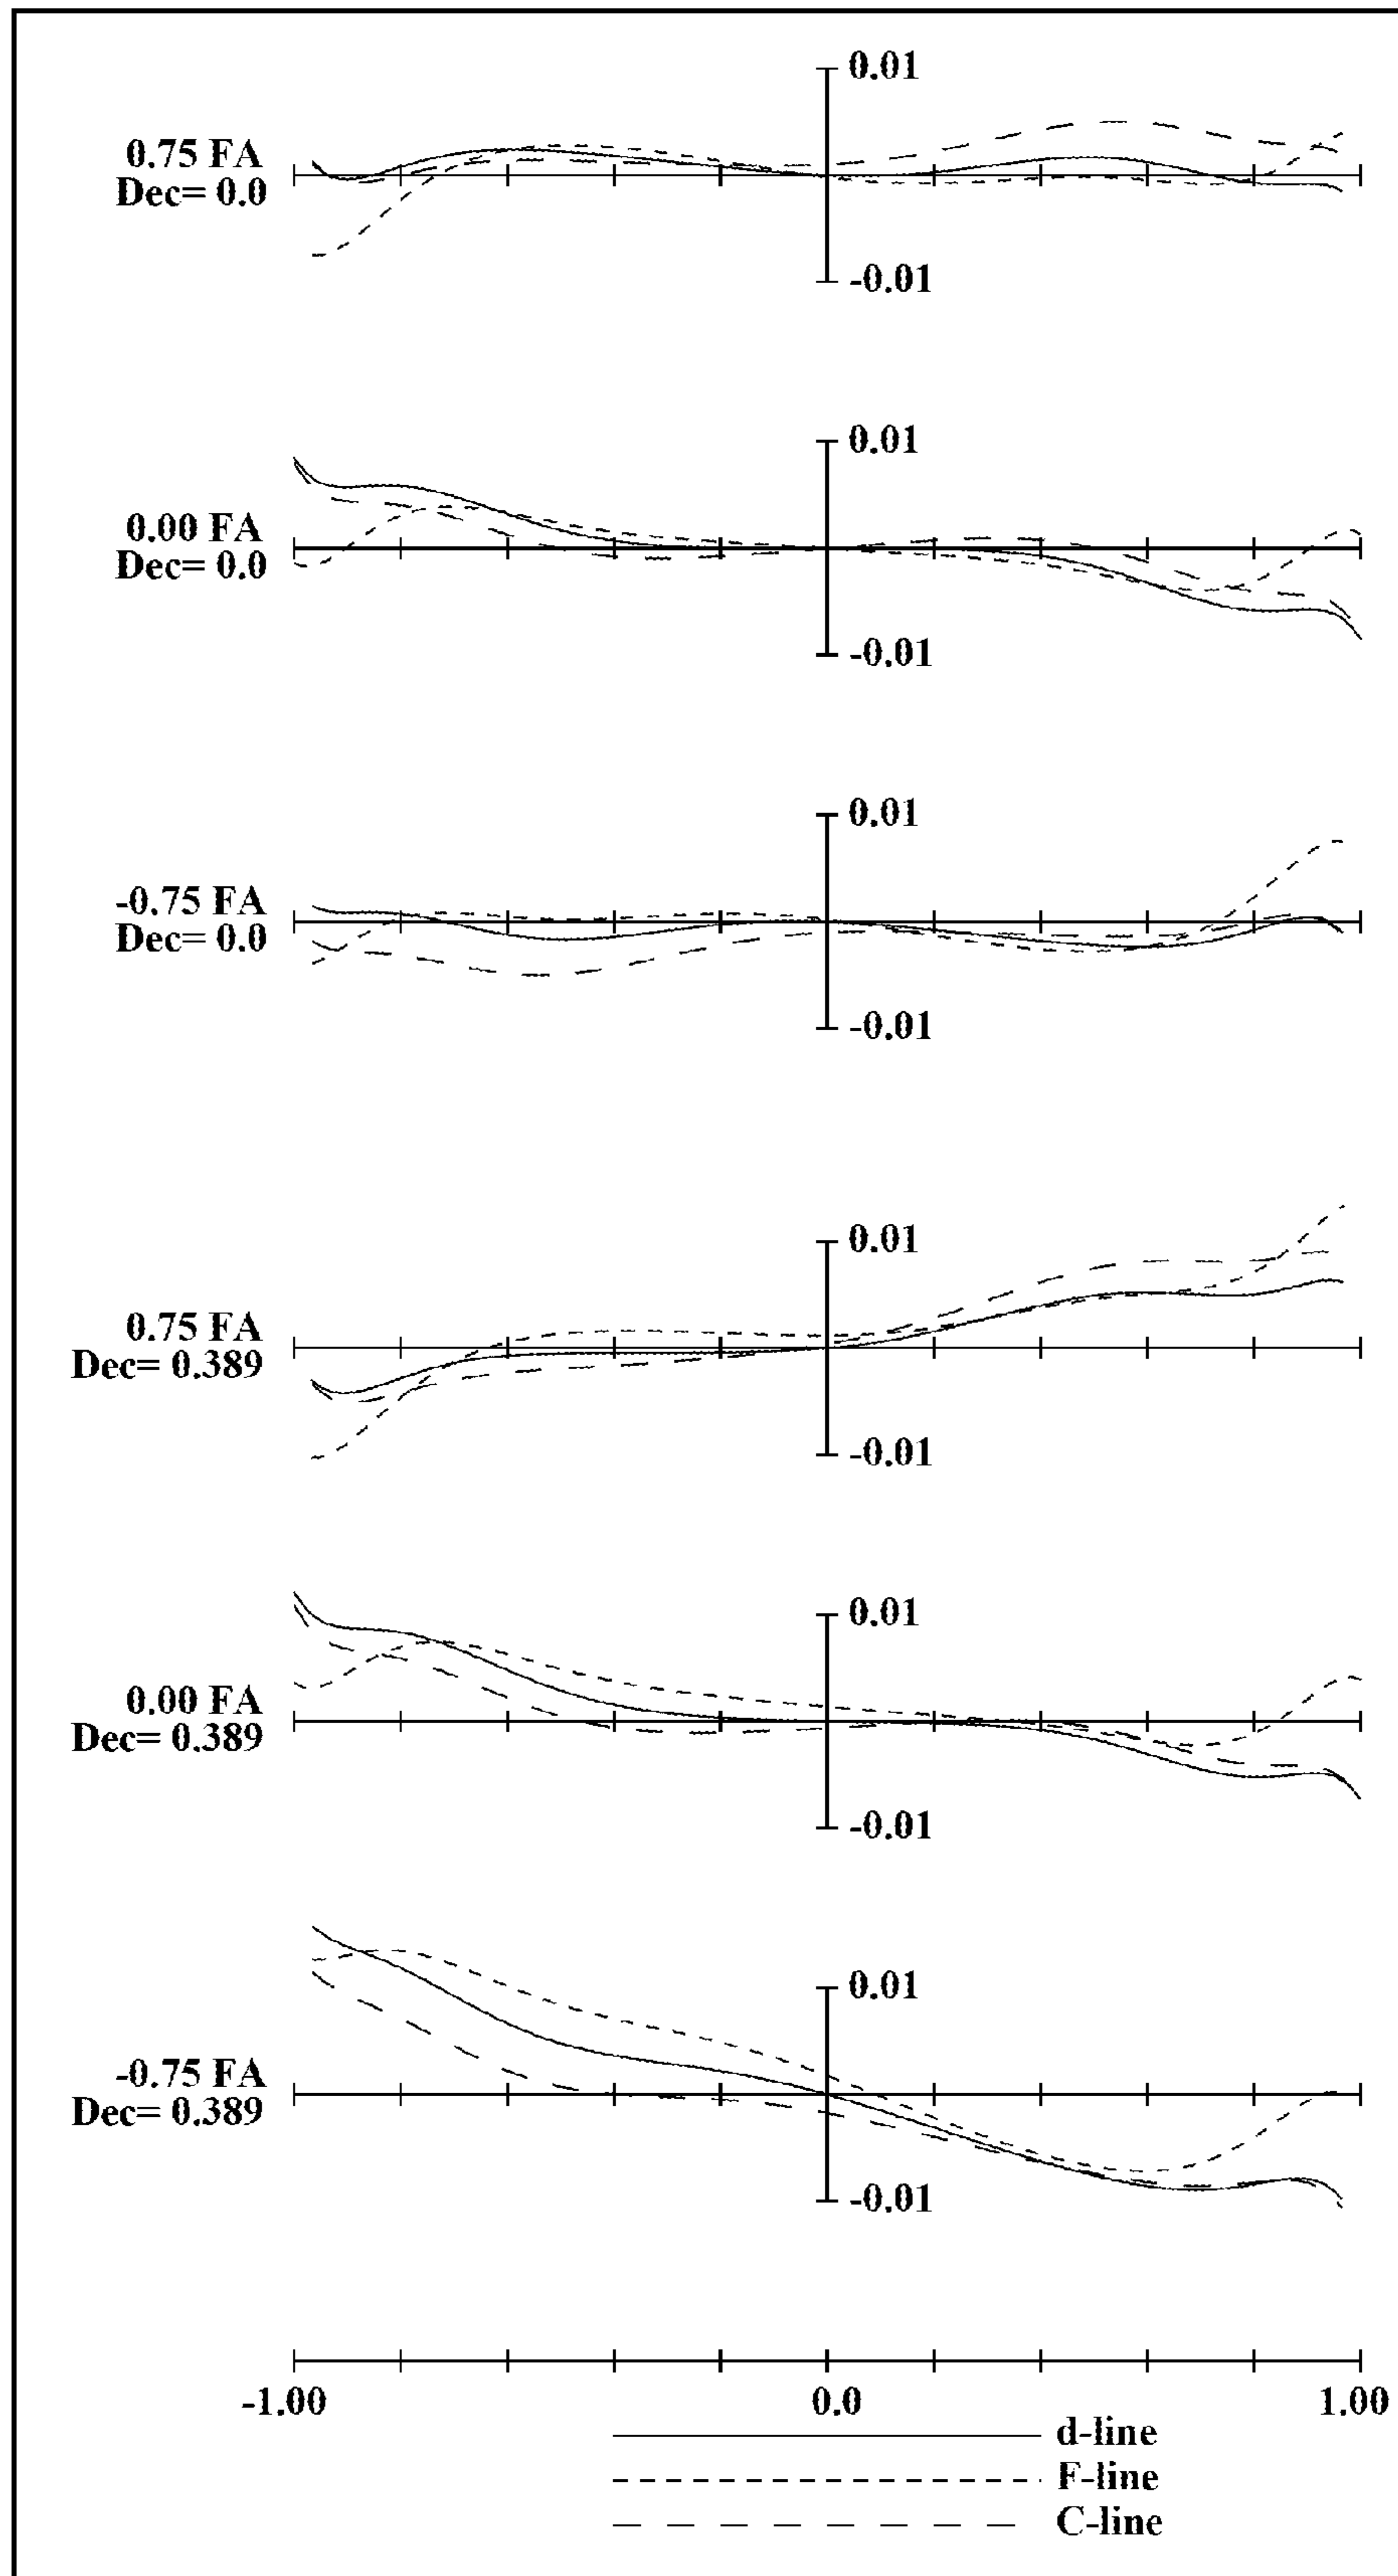 0.01
0.75 FA
Dec= 0.0
-0.01
0.01
0.00 FA
Dec= 0.0
-0.01
0.01
-0.75 FA
Dec= 0.0
-0.01
0.01
0.75 FA
Dec= 0.389
-0.01
0.01
0.00 FA
Dec= 0.389
-0.01
0.01
-0.75 FA
Dec= 0.389
-0.01
-1.00 0.0 1.00
d-line
F-line
C-line